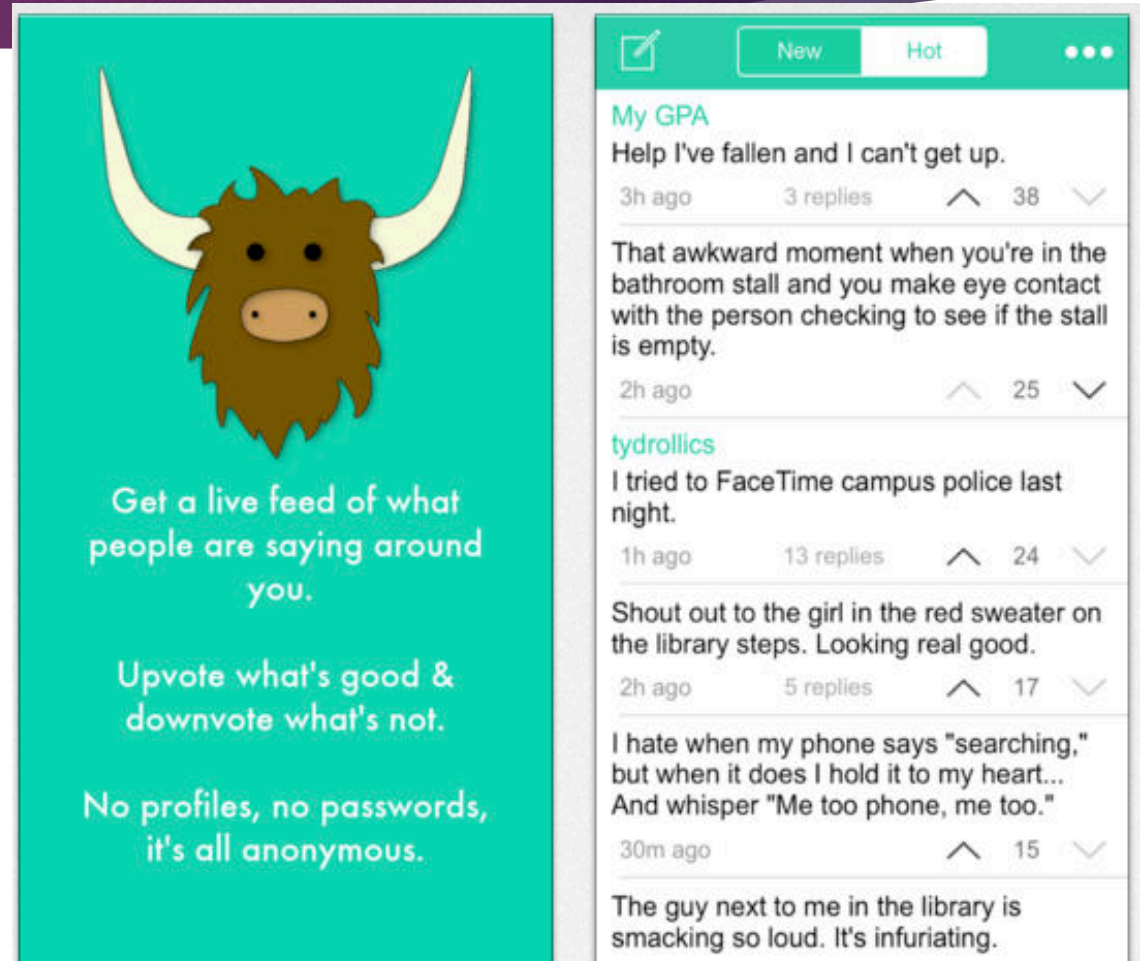 Get a live feed of what
people are saying around
you.
Upvote what's good &
downvote what's not.
No profiles, no passwords,
it's all anonymous.
New Hot
My GPA
Help I've fallen and I can't get up.
3h ago 3 replies 38
That awkward moment when you're in the
bathroom stall and you make eye contact
with the person checking to see if the stall
is empty.
2h ago 25
tydrollics
I tried to FaceTime campus police last
night.
1h ago 13 replies 24
Shout out to the girl in the red sweater on
the library steps. Looking real good.
2h ago 5 replies 17
I hate when my phone says "searching,"
but when it does I hold it to my heart...
And whisper "Me too phone, me too."
30m ago 15
The guy next to me in the library is
smacking so loud. It's infuriating.